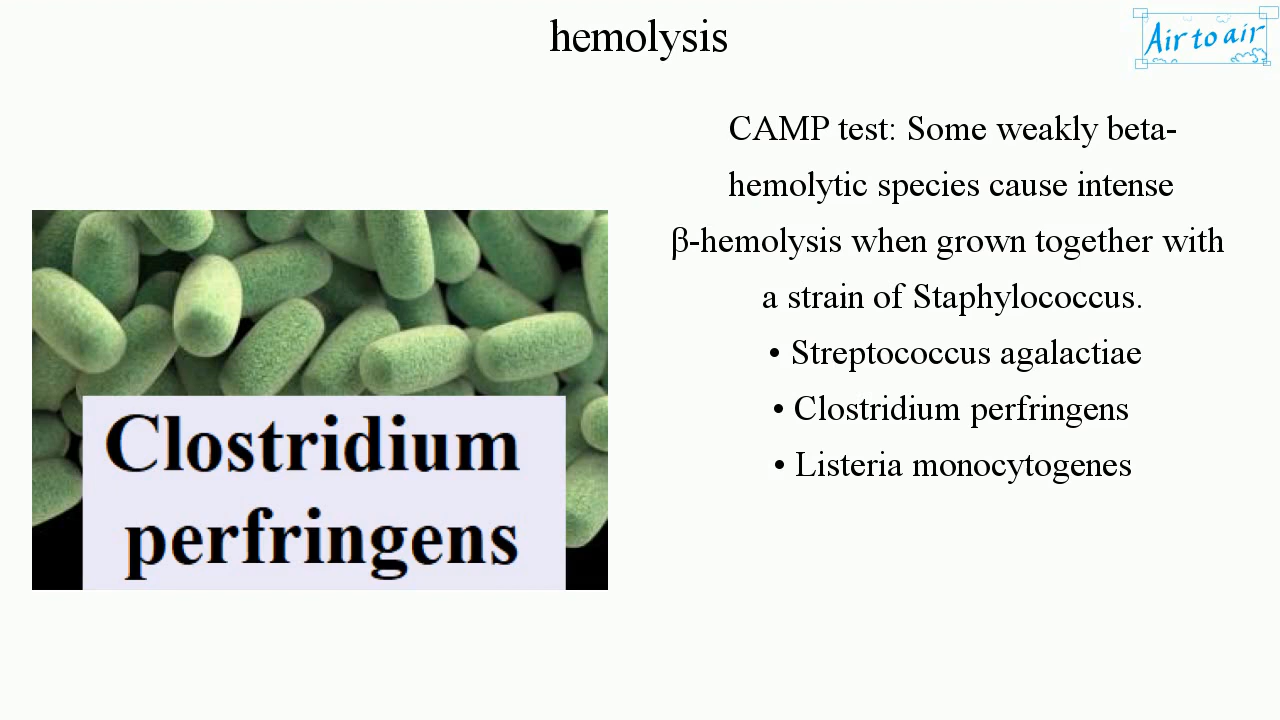 hemolysis
Air to air
CAMP test: Some weakly beta-
hemolytic species cause intense
β-hemolysis when grown together with
a strain of Staphylococcus.
• Streptococcus agalactiae
• Clostridium perfringens
• Listeria monocytogenes
Clostridium
perfringens